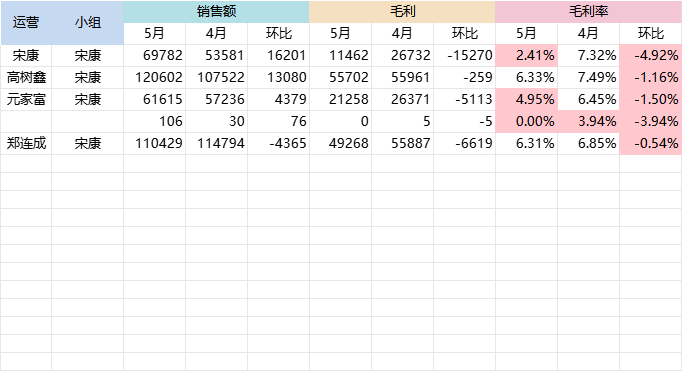 运营 小组 销售额 毛利 毛利率
5月 4月 环比 5月 4月 环比 5月 4月 环比
宋康 宋康 69782 53581 16201 11462 26732 -15270 2.41% 7.32% -4.92%
高树鑫 宋康 120602 107522 13080 55702 55961 -259 6.33% 7.49% -1.16%
元家富 宋康 61615 57236 4379 21258 26371 -5113 4.95% 6.45% -1.50%
106 30 76 0 5 -5 0.00% 3.94% -3.94%
郑连成 宋康 110429 114794 -4365 49268 55887 -6619 6.31% 6.85% -0.54%